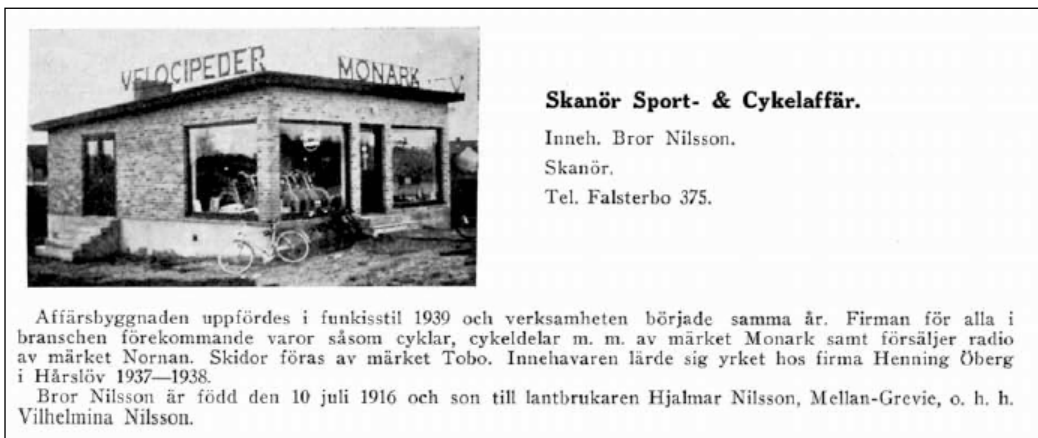 VELOCIPEDER MONARK
Skanör Sport- & Cykelaffär.
Inneh. Bror Nilsson.
Skanör.
Tel. Falsterbo 375.
Affärsbyggnaden uppfördes i funkisstil 1939 och verksamheten började samma år. Firman för alla i
branschen förekommande varor såsom cyklar, cykeldelar m. m. av märket Monark samt försäljer radio
av märket Nornan. Skidor föras av märket Tobo. Innehavaren lärde sig yrket hos firma Henning Öberg
i Hårslöv 1937—1938.
Bror Nilsson är född den 10 juli 1916 och son till lantbrukaren Hjalmar Nilsson, Mellan-Grevie, o. h. h.
Vilhelmina Nilsson.